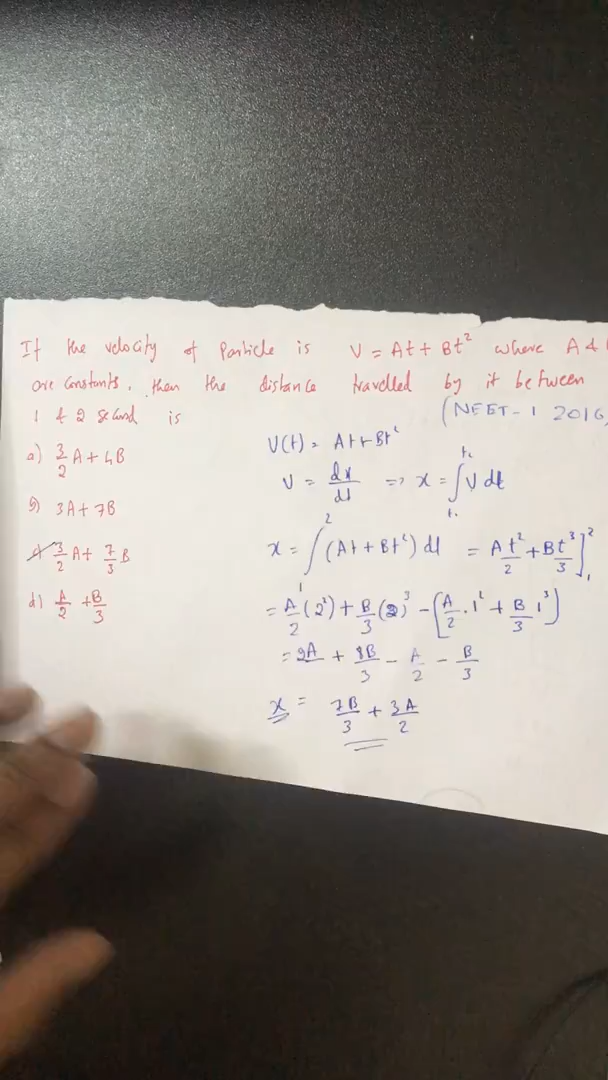 If the velocity of Particle is V = At + Bt² where A &
are constants, then the distance travelled by it between
1 & 2 second is
(NEET-1 2016)
a) 3/2 A + 4B
b) 3A + 7B
c) 3/2 A + 7/3 B
d) A/2 + B/3
V(t) = At + Bt²
V = dx/dt => x = ∫ V dt
x = ∫₁² (At + Bt²) dt = At²/2 + Bt³/3 ]₁²
= A/2 (2²) + B/3 (2)³ - [A/2 . 1² + B/3 1³]
= 2A + 8B/3 - A/2 - B/3
x = 7B/3 + 3A/2